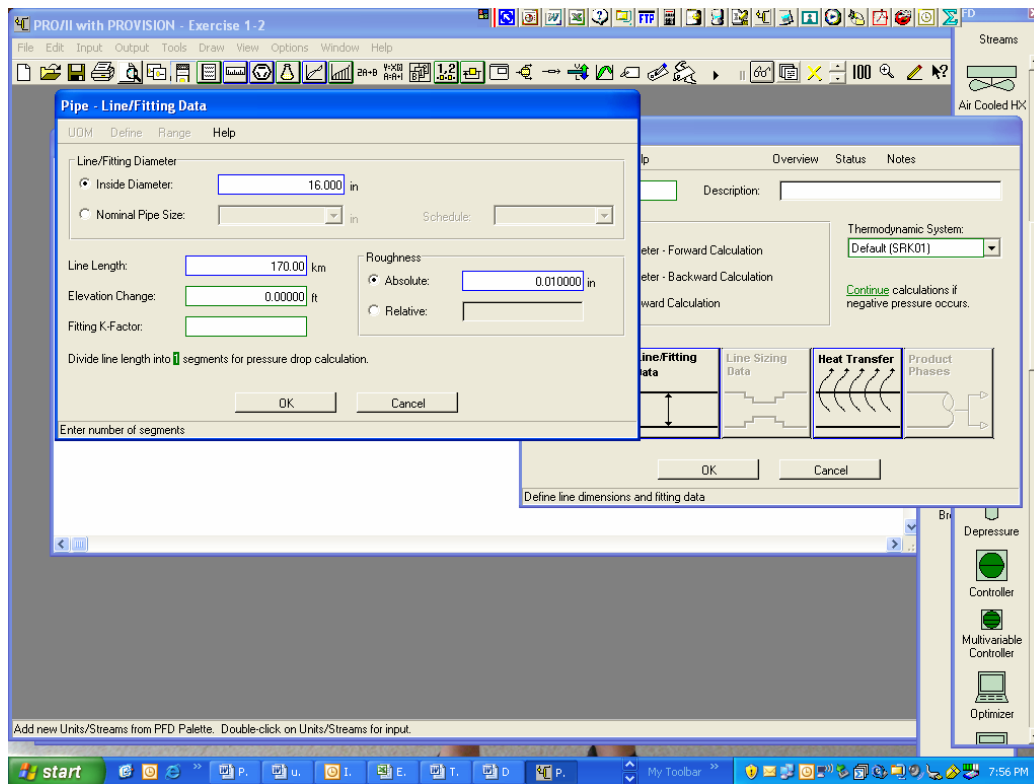 PRO/II with PROVISION - Exercise 1-2
File Edit Input Output Tools Draw View Options Window Help
FTP
FD
Streams
Air Cooled HX
100
Pipe - Line/Fitting Data
UOM Define Range Help
Line/Fitting Diameter
Inside Diameter: 16.000 in
Nominal Pipe Size: in Schedule:
Line Length: 170.00 km
Elevation Change: 0.00000 ft
Fitting K-Factor:
Roughness
Absolute: 0.010000 in
Relative:
Divide line length into 1 segments for pressure drop calculation.
OK Cancel
Enter number of segments
lp Overview Status Notes
Description:
eter - Forward Calculation
eter - Backward Calculation
ward Calculation
Thermodynamic System:
Default (SRK01)
Continue calculations if
negative pressure occurs.
ine/Fitting
ata
Line Sizing
Data
Heat Transfer
Product
Phases
OK Cancel
Define line dimensions and fitting data
Br
Depressure
Controller
Multivariable
Controller
Optimizer
Add new Units/Streams from PFD Palette. Double-click on Units/Streams for input.
start P. u. I. E. T. D P. My Toolbar 7:56 PM